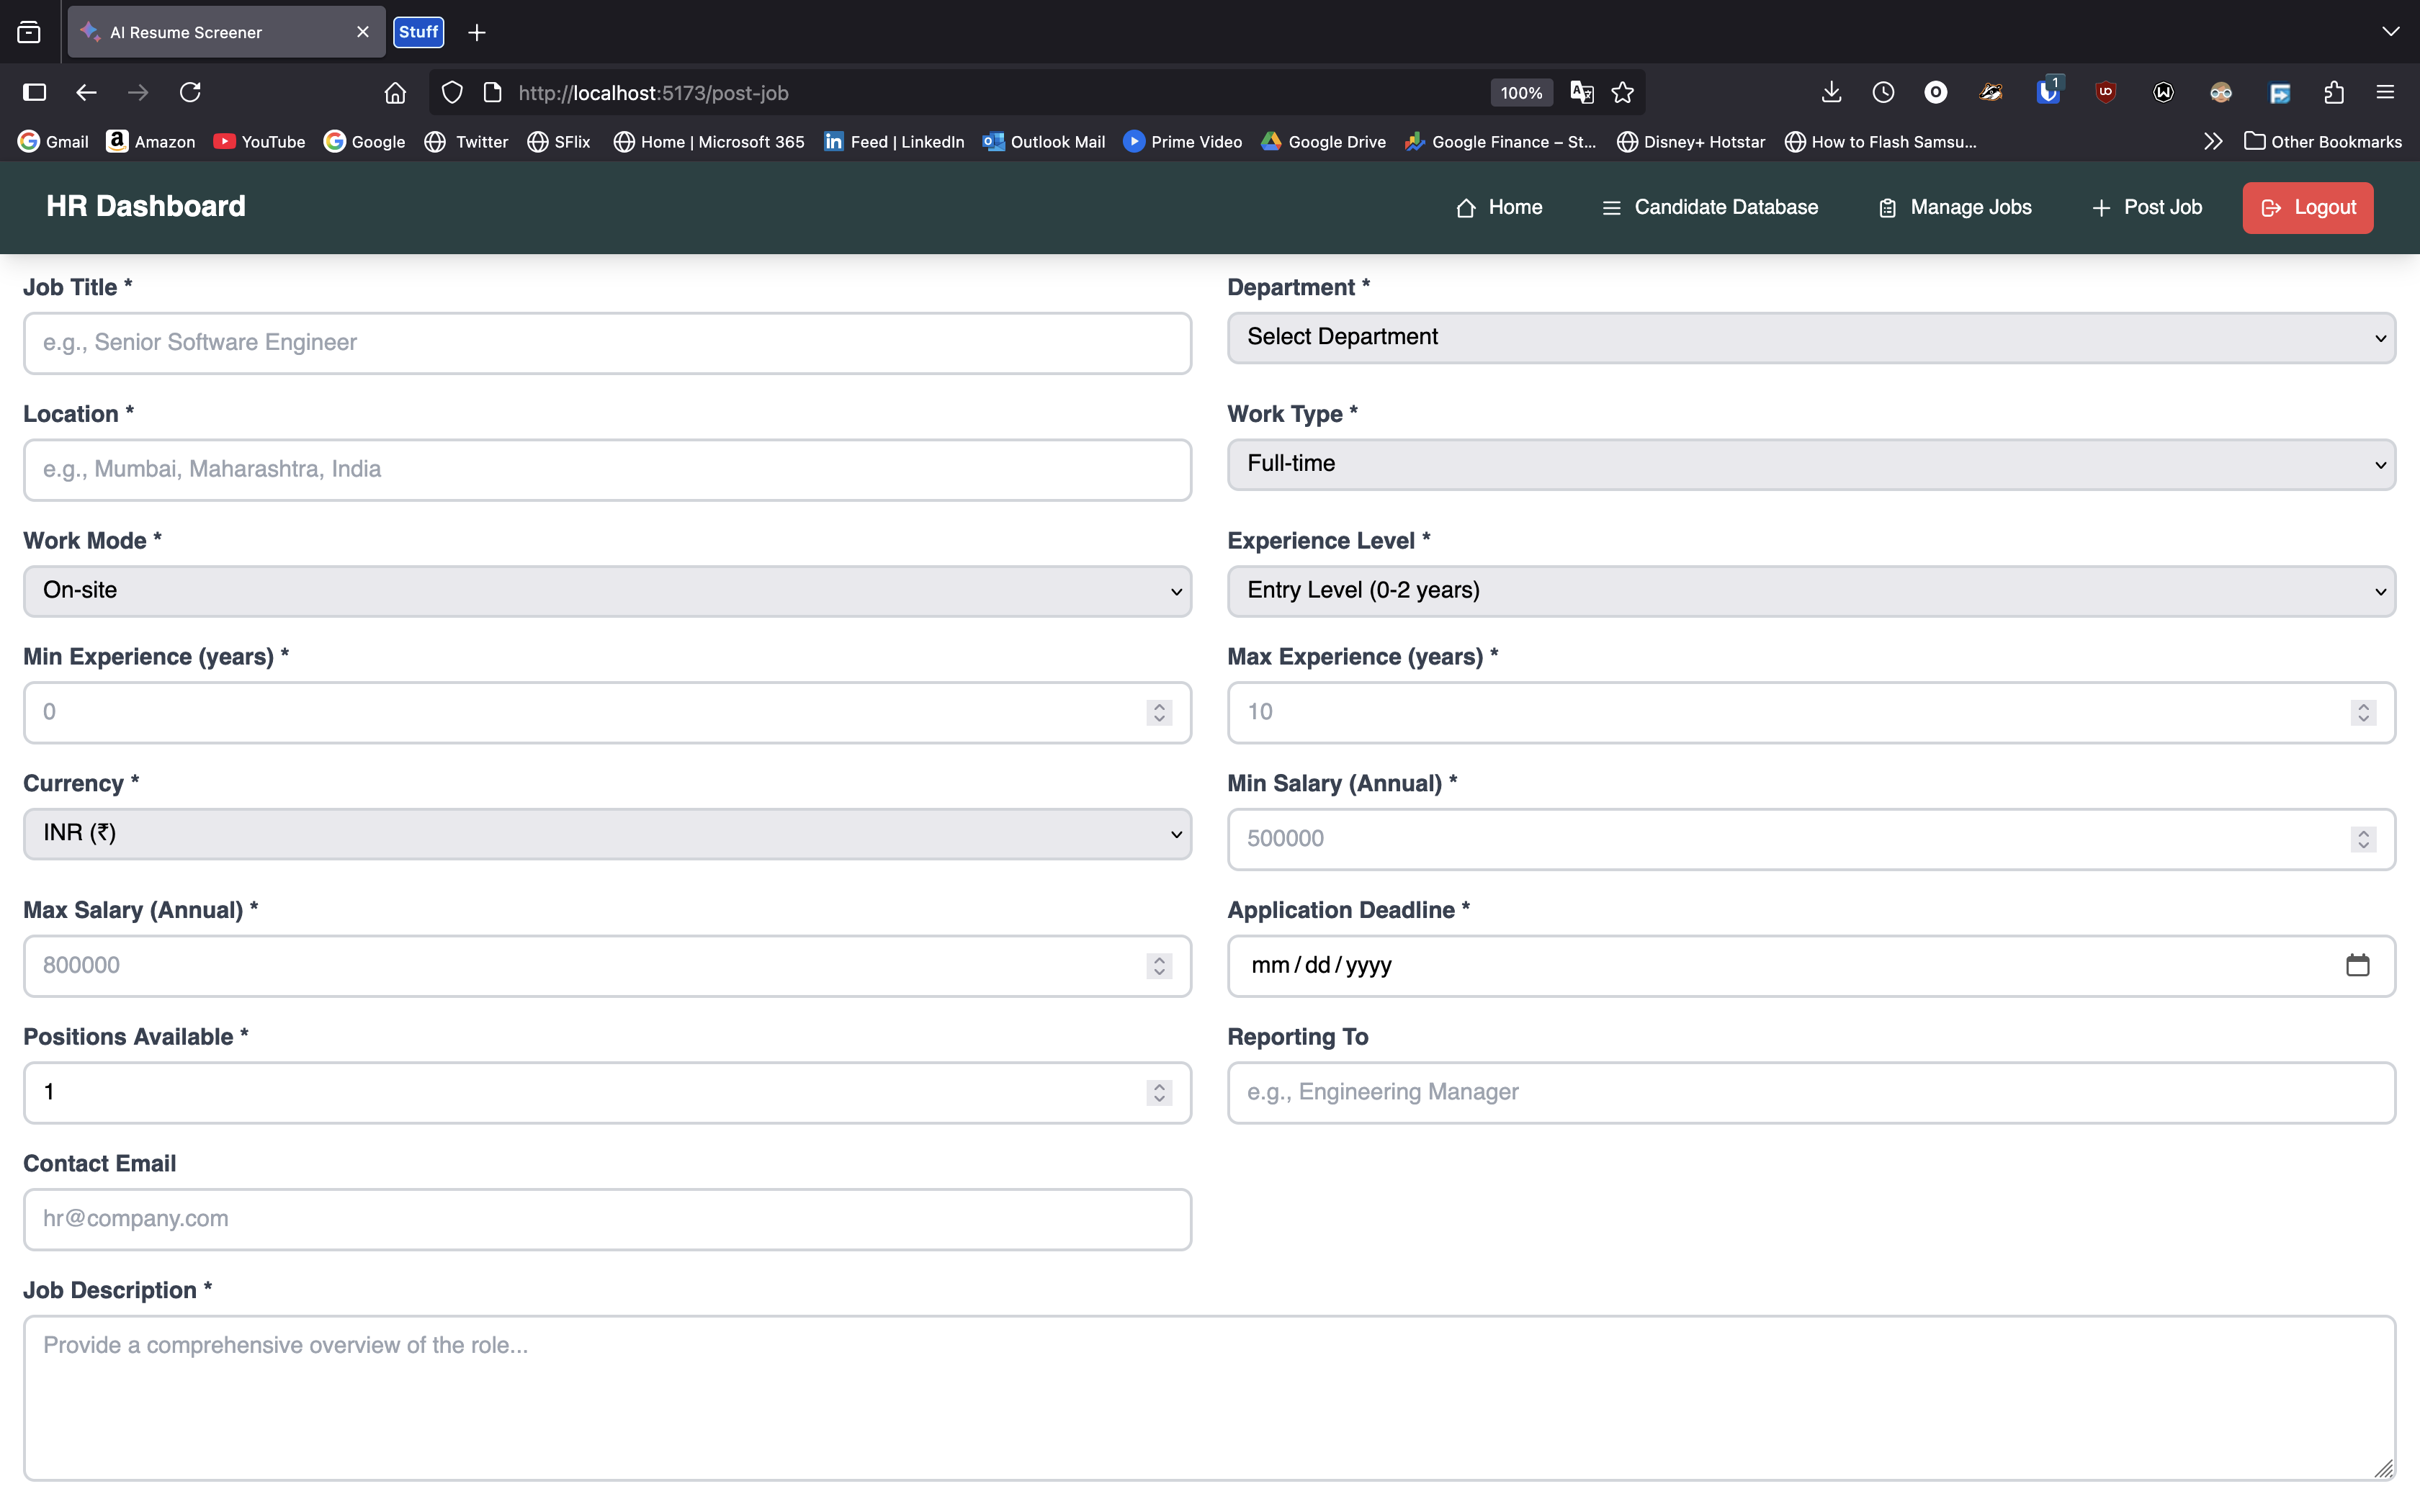 AI Resume Screener
Stuff
http://localhost:5173/post-job
100%
1
Gmail Amazon YouTube Google Twitter SFlix Home | Microsoft 365 Feed | LinkedIn Outlook Mail Prime Video Google Drive Google Finance – St... Disney+ Hotstar How to Flash Samsu... Other Bookmarks
HR Dashboard Home Candidate Database Manage Jobs Post Job Logout
Job Title * Department *
e.g., Senior Software Engineer Select Department
Location * Work Type *
e.g., Mumbai, Maharashtra, India Full-time
Work Mode * Experience Level *
On-site Entry Level (0-2 years)
Min Experience (years) * Max Experience (years) *
0 10
Currency * Min Salary (Annual) *
INR (₹) 500000
Max Salary (Annual) * Application Deadline *
800000 mm/dd/yyyy
Positions Available * Reporting To
1 e.g., Engineering Manager
Contact Email
hr@company.com
Job Description *
Provide a comprehensive overview of the role...